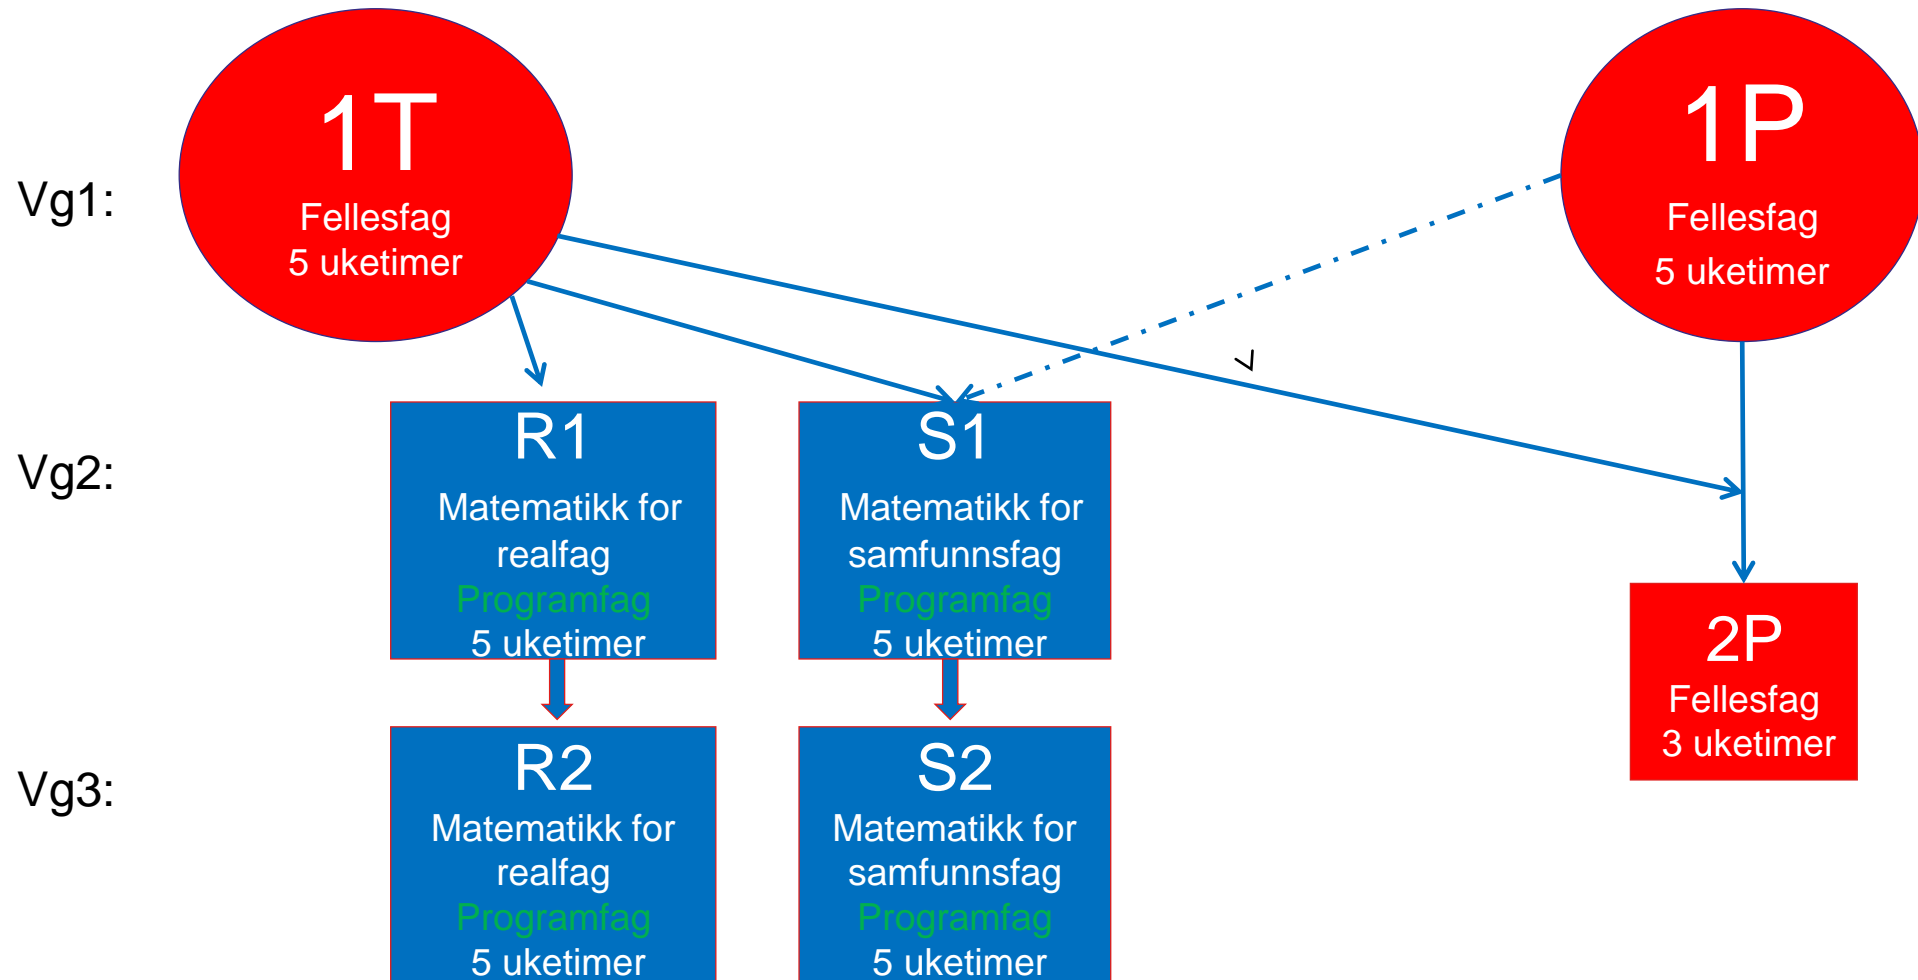 Vg1:
1T
Fellesfag
5 uketimer
1P
Fellesfag
5 uketimer
Vg2:
R1
Matematikk for
realfag
Programfag
5 uketimer
S1
Matematikk for
samfunnsfag
Programfag
5 uketimer
2P
Fellesfag
3 uketimer
Vg3:
R2
Matematikk for
realfag
Programfag
5 uketimer
S2
Matematikk for
samfunnsfag
Programfag
5 uketimer